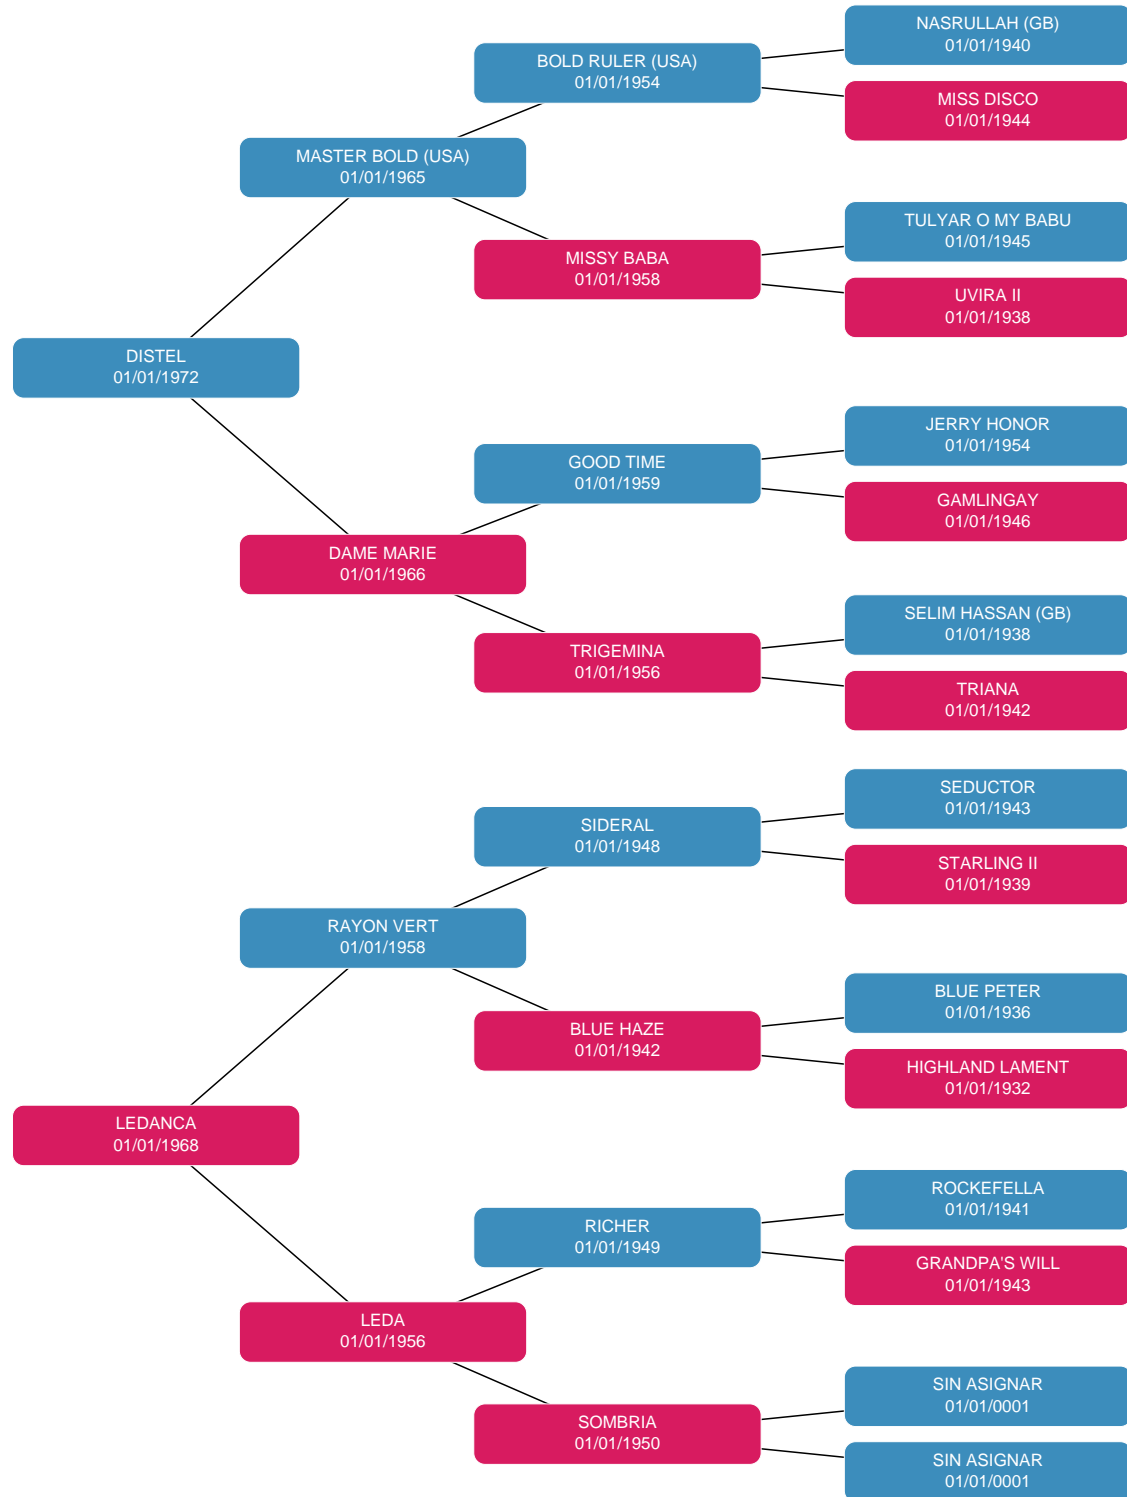 NASRULLAH (GB)
01/01/1940
BOLD RULER (USA)
01/01/1954
MISS DISCO
01/01/1944
MASTER BOLD (USA)
01/01/1965
TULYAR O MY BABU
01/01/1945
MISSY BABA
01/01/1958
UVIRA II
01/01/1938
DISTEL
01/01/1972
JERRY HONOR
01/01/1954
GOOD TIME
01/01/1959
GAMLINGAY
01/01/1946
DAME MARIE
01/01/1966
SELIM HASSAN (GB)
01/01/1938
TRIGEMINA
01/01/1956
TRIANA
01/01/1942
SEDUCTOR
01/01/1943
SIDERAL
01/01/1948
STARLING II
01/01/1939
RAYON VERT
01/01/1958
BLUE PETER
01/01/1936
BLUE HAZE
01/01/1942
HIGHLAND LAMENT
01/01/1932
LEDANCA
01/01/1968
ROCKEFELLA
01/01/1941
RICHER
01/01/1949
GRANDPA'S WILL
01/01/1943
LEDA
01/01/1956
SIN ASIGNAR
01/01/0001
SOMBRIA
01/01/1950
SIN ASIGNAR
01/01/0001